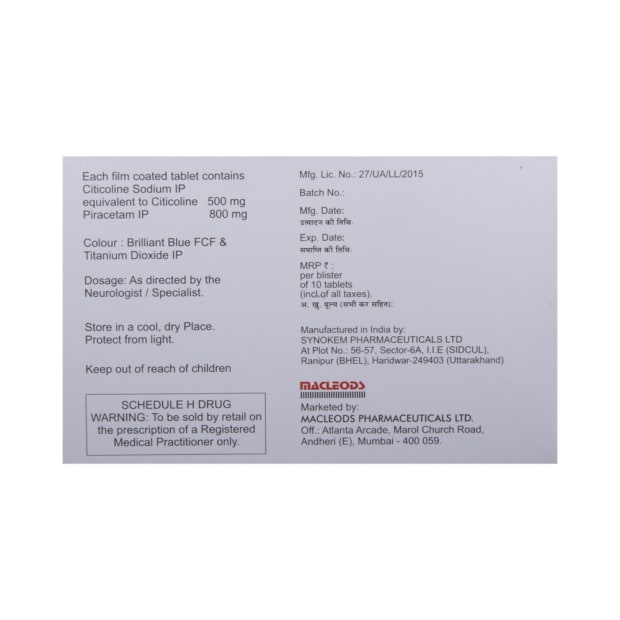 Each film coated tablet contains
Citicoline Sodium IP
equivalent to Citicoline 500 mg
Piracetam IP 800 mg
Colour : Brilliant Blue FCF &
Titanium Dioxide IP
Dosage: As directed by the
Neurologist / Specialist.
Store in a cool, dry Place.
Protect from light.
Keep out of reach of children
SCHEDULE H DRUG
WARNING: To be sold by retail on
the prescription of a Registered
Medical Practitioner only.
Mfg. Lic. No.: 27/UA/LL/2015
Batch No.:
Mfg. Date:
उत्पादन की तिथि:
Exp. Date:
समाप्ति की तिथि:
MRP ₹ :
per blister
of 10 tablets
(incl.of all taxes).
अ. खु. मूल्य (सभी कर सहित):
Manufactured in India by:
SYNOKEM PHARMACEUTICALS LTD
At Plot No.: 56-57, Sector-6A, I.I.E (SIDCUL),
Ranipur (BHEL), Haridwar-249403 (Uttarakhand)
MACLEODS
Marketed by:
MACLEODS PHARMACEUTICALS LTD.
Off.: Atlanta Arcade, Marol Church Road,
Andheri (E), Mumbai - 400 059.